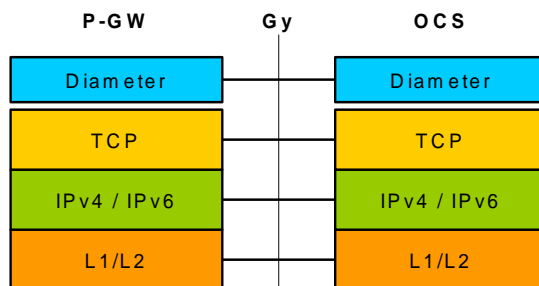 P-GW Gy OCS
Diameter Diameter
TCP TCP
IPv4 / IPv6 IPv4 / IPv6
L1/L2 L1/L2